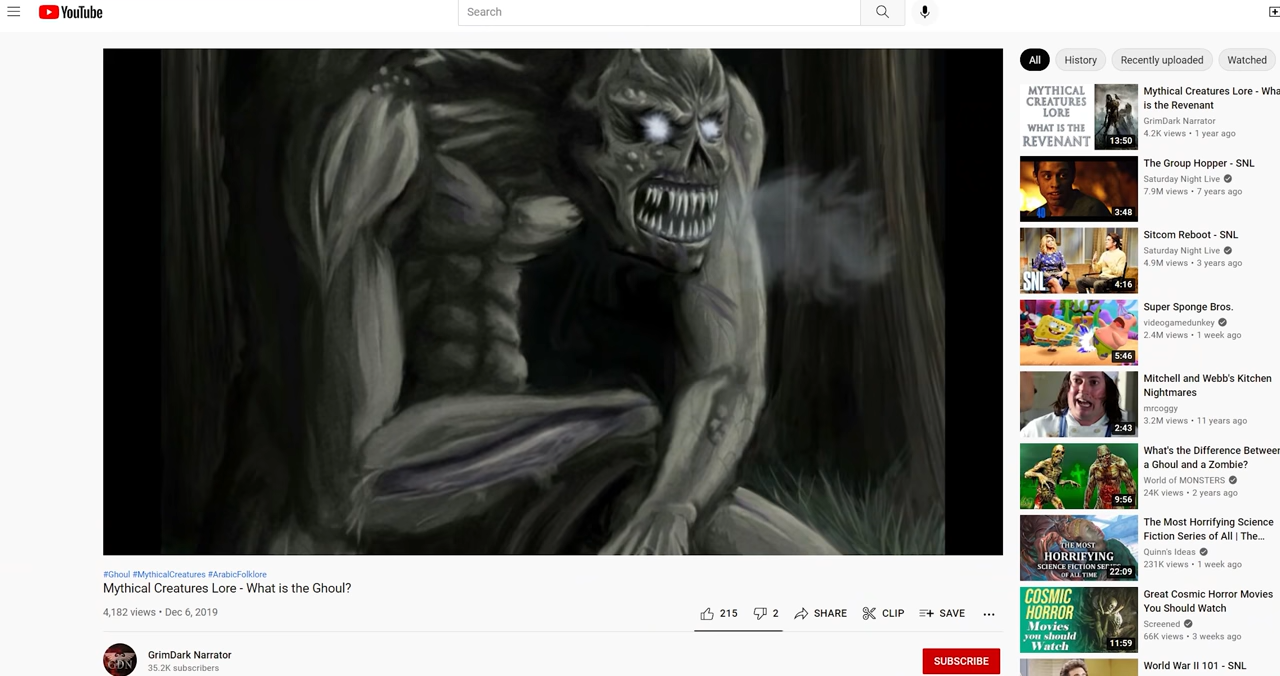 YouTube
Search
All
History
Recently uploaded
Watched
#Ghoul #MythicalCreatures #ArabicFolklore
Mythical Creatures Lore - What is the Ghoul?
4,182 views • Dec 6, 2019
215
2
SHARE
CLIP
SAVE
GDN
GrimDark Narrator
35.2K subscribers
SUBSCRIBE
MYTHICAL
CREATURES
LORE
WHAT IS THE
REVENANT
13:50
Mythical Creatures Lore - Wha
is the Revenant
GrimDark Narrator
4.2K views • 1 year ago
3:48
The Group Hopper - SNL
Saturday Night Live
7.9M views • 7 years ago
SNL
4:16
Sitcom Reboot - SNL
Saturday Night Live
4.9M views • 3 years ago
5:46
Super Sponge Bros.
videogamedunkey
2.4M views • 1 week ago
2:43
Mitchell and Webb's Kitchen
Nightmares
mrcoggy
3.2M views • 11 years ago
9:56
What's the Difference Between
a Ghoul and a Zombie?
World of MONSTERS
24K views • 2 years ago
THE MOST
HORRIFYING
SCIENCE FICTION SERIES
OF ALL TIME
22:09
The Most Horrifying Science
Fiction Series of All | The…
Quinn's Ideas
231K views • 1 week ago
COSMIC
HORROR
Movies
you should
Watch
11:59
Great Cosmic Horror Movies
You Should Watch
Screened
66K views • 3 weeks ago
World War II 101 - SNL